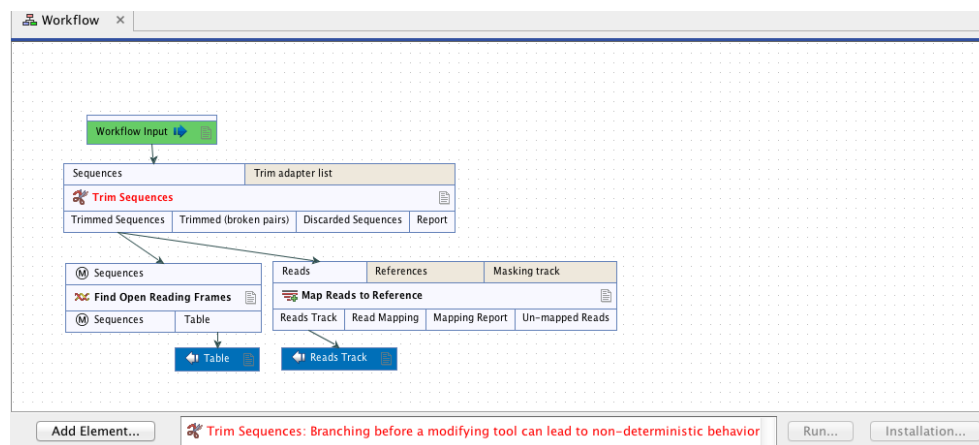 Workflow ×
Workflow Input
Sequences Trim adapter list
Trim Sequences
Trimmed Sequences Trimmed (broken pairs) Discarded Sequences Report
M Sequences
Find Open Reading Frames
M Sequences Table
Table
Reads References Masking track
Map Reads to Reference
Reads Track Read Mapping Mapping Report Un-mapped Reads
Reads Track
Add Element... Trim Sequences: Branching before a modifying tool can lead to non-deterministic behavior Run... Installation...